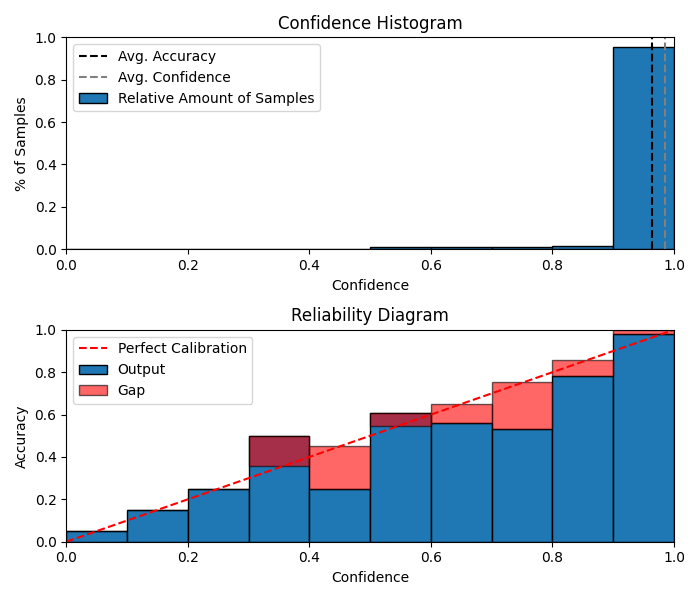 Confidence Histogram
1.0
0.8
0.6
0.4
0.2
0.0
% of Samples
Avg. Accuracy
Avg. Confidence
Relative Amount of Samples
0.0 0.2 0.4 0.6 0.8 1.0
Confidence
Reliability Diagram
1.0
0.8
0.6
0.4
0.2
0.0
Accuracy
Perfect Calibration
Output
Gap
0.0 0.2 0.4 0.6 0.8 1.0
Confidence